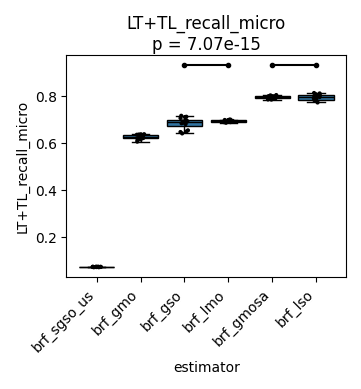 LT+TL_recall_micro
p = 7.07e-15
LT+TL_recall_micro
0.8
0.6
0.4
0.2
brf_sgso_us
brf_gmo
brf_gso
brf_lmo
brf_gmosa
brf_lso
estimator